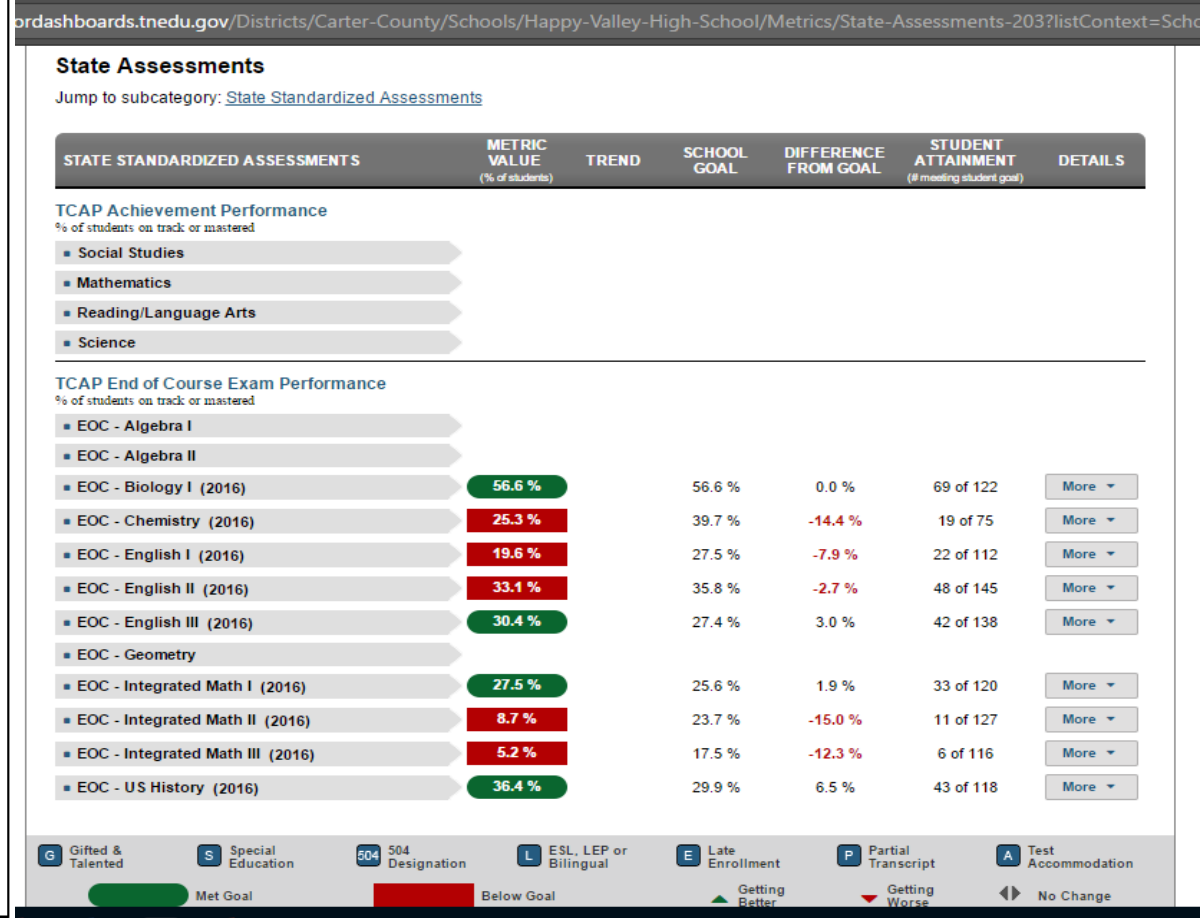 ordashboards.tnedu.gov/Districts/Carter-County/Schools/Happy-Valley-High-School/Metrics/State-Assessments-203?listContext=Scho
State Assessments
Jump to subcategory: State Standardized Assessments
STATE STANDARDIZED ASSESSMENTS METRIC VALUE (% of students) TREND SCHOOL GOAL DIFFERENCE FROM GOAL STUDENT ATTAINMENT (# meeting student goal) DETAILS
TCAP Achievement Performance
% of students on track or mastered
Social Studies
Mathematics
Reading/Language Arts
Science
TCAP End of Course Exam Performance
% of students on track or mastered
EOC - Algebra I
EOC - Algebra II
EOC - Biology I (2016) 56.6 % 56.6 % 0.0 % 69 of 122 More
EOC - Chemistry (2016) 25.3 % 39.7 % -14.4 % 19 of 75 More
EOC - English I (2016) 19.6 % 27.5 % -7.9 % 22 of 112 More
EOC - English II (2016) 33.1 % 35.8 % -2.7 % 48 of 145 More
EOC - English III (2016) 30.4 % 27.4 % 3.0 % 42 of 138 More
EOC - Geometry
EOC - Integrated Math I (2016) 27.5 % 25.6 % 1.9 % 33 of 120 More
EOC - Integrated Math II (2016) 8.7 % 23.7 % -15.0 % 11 of 127 More
EOC - Integrated Math III (2016) 5.2 % 17.5 % -12.3 % 6 of 116 More
EOC - US History (2016) 36.4 % 29.9 % 6.5 % 43 of 118 More
G Gifted & Talented S Special Education 504 504 Designation L ESL, LEP or Bilingual E Late Enrollment P Partial Transcript A Test Accommodation
Met Goal Below Goal Getting Better Getting Worse No Change